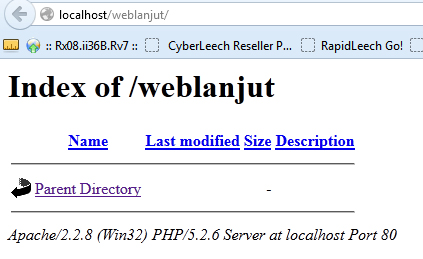 localhost/weblanjut/
:: Rx08.ii36B.Rv7 :: CyberLeech Reseller P... RapidLeech Go!
Index of /weblanjut
Name Last modified Size Description
Parent Directory -
Apache/2.2.8 (Win32) PHP/5.2.6 Server at localhost Port 80